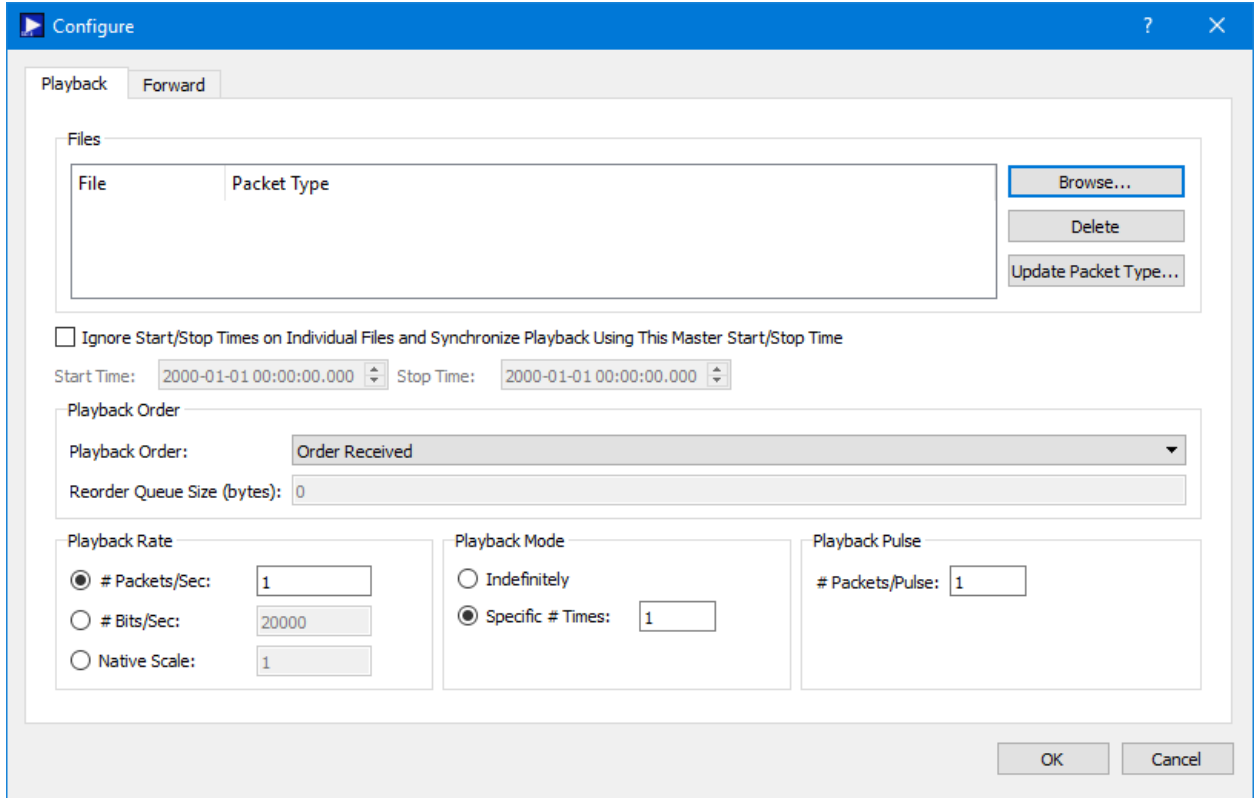 Configure ?
Playback Forward
Files
File Packet Type
Browse...
Delete
Update Packet Type...
Ignore Start/Stop Times on Individual Files and Synchronize Playback Using This Master Start/Stop Time
Start Time: 2000-01-01 00:00:00.000 Stop Time: 2000-01-01 00:00:00.000
Playback Order
Playback Order: Order Received
Reorder Queue Size (bytes): 0
Playback Rate
# Packets/Sec: 1
# Bits/Sec: 20000
Native Scale: 1
Playback Mode
Indefinitely
Specific # Times: 1
Playback Pulse
# Packets/Pulse: 1
OK Cancel